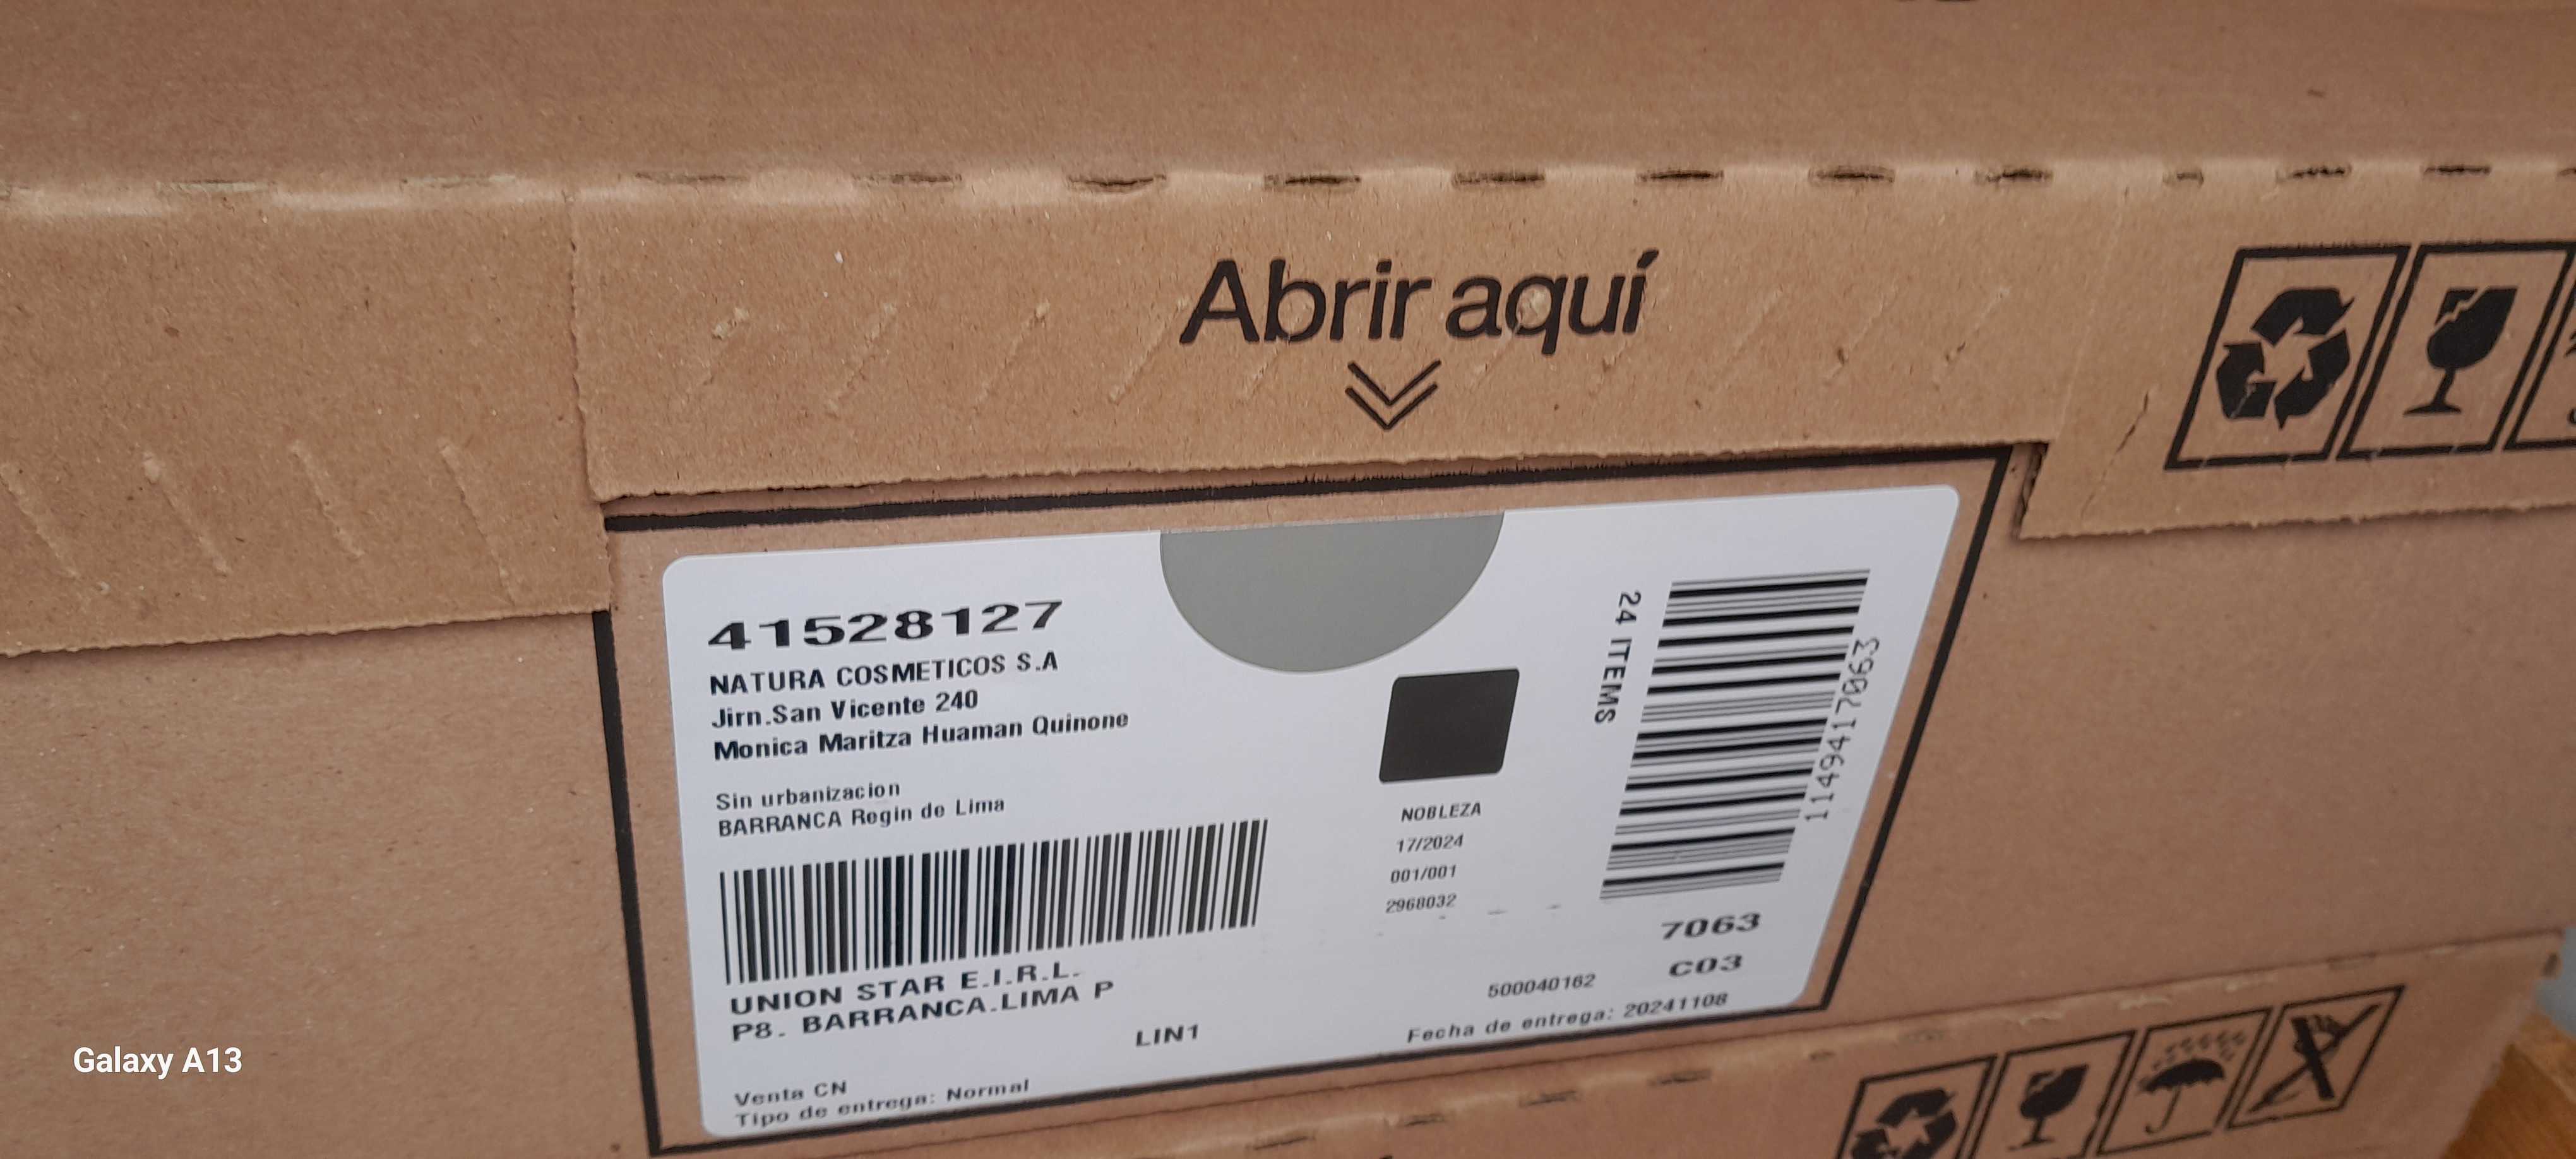 Abrir aquí
41528127
NATURA COSMETICOS S.A
Jirn.San Vicente 240
Monica Maritza Huaman Quinone
Sin urbanizacion
BARRANCA Regin de Lima
UNION STAR E.I.R.L.
P8. BARRANCA.LIMA P
LIN1
Venta CN
Tipo de entrega: Normal
NOBLEZA
17/2024
001/001
2968032
24 ITEMS
1149417063
7063
C03
500040162
Fecha de entrega: 20241108
Galaxy A13